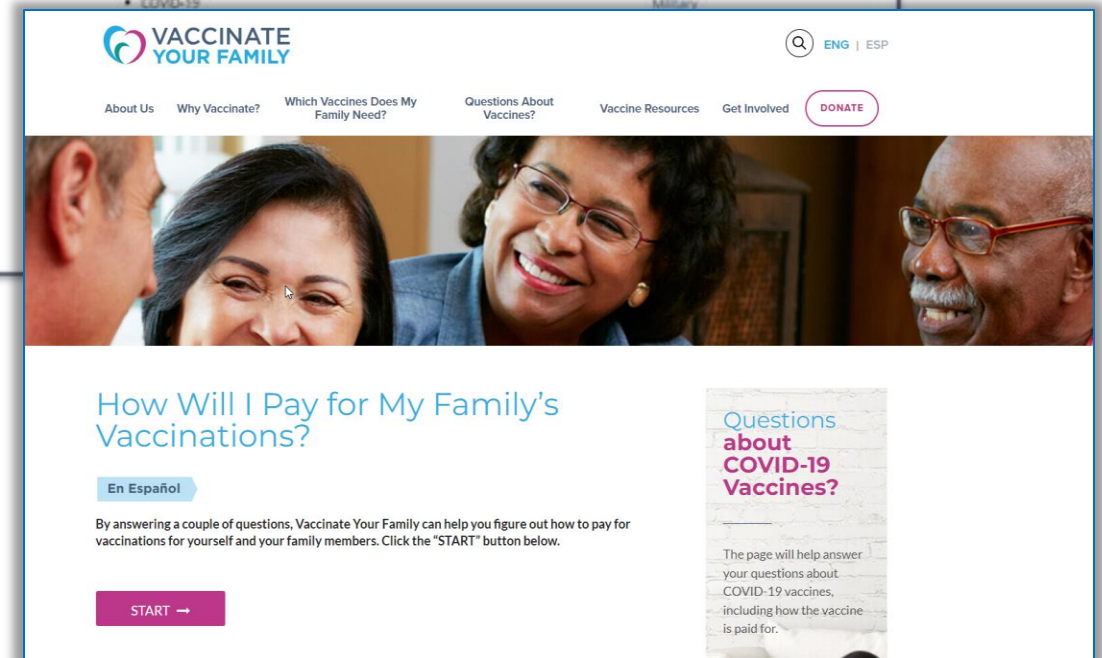 • COVID-19
Military
VACCINATE
YOUR FAMILY
ENG | ESP
About Us
Why Vaccinate?
Which Vaccines Does My
Family Need?
Questions About
Vaccines?
Vaccine Resources
Get Involved
DONATE
How Will I Pay for My Family's
Vaccinations?
En Español
By answering a couple of questions, Vaccinate Your Family can help you figure out how to pay for
vaccinations for yourself and your family members. Click the “START” button below.
START →
Questions
about
COVID-19
Vaccines?
The page will help answer
your questions about
COVID-19 vaccines,
including how the vaccine
is paid for.